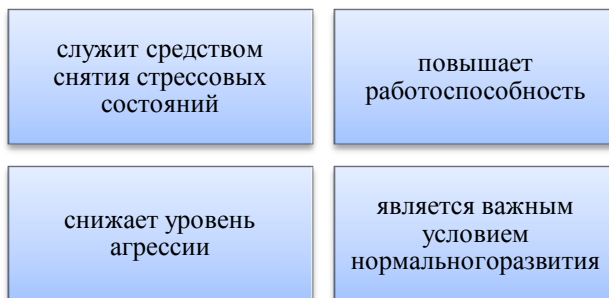 служит средством
снятия стрессовых
состояний
повышает
работоспособность
снижает уровень
агрессии
является важным
условием
нормальногоразвития